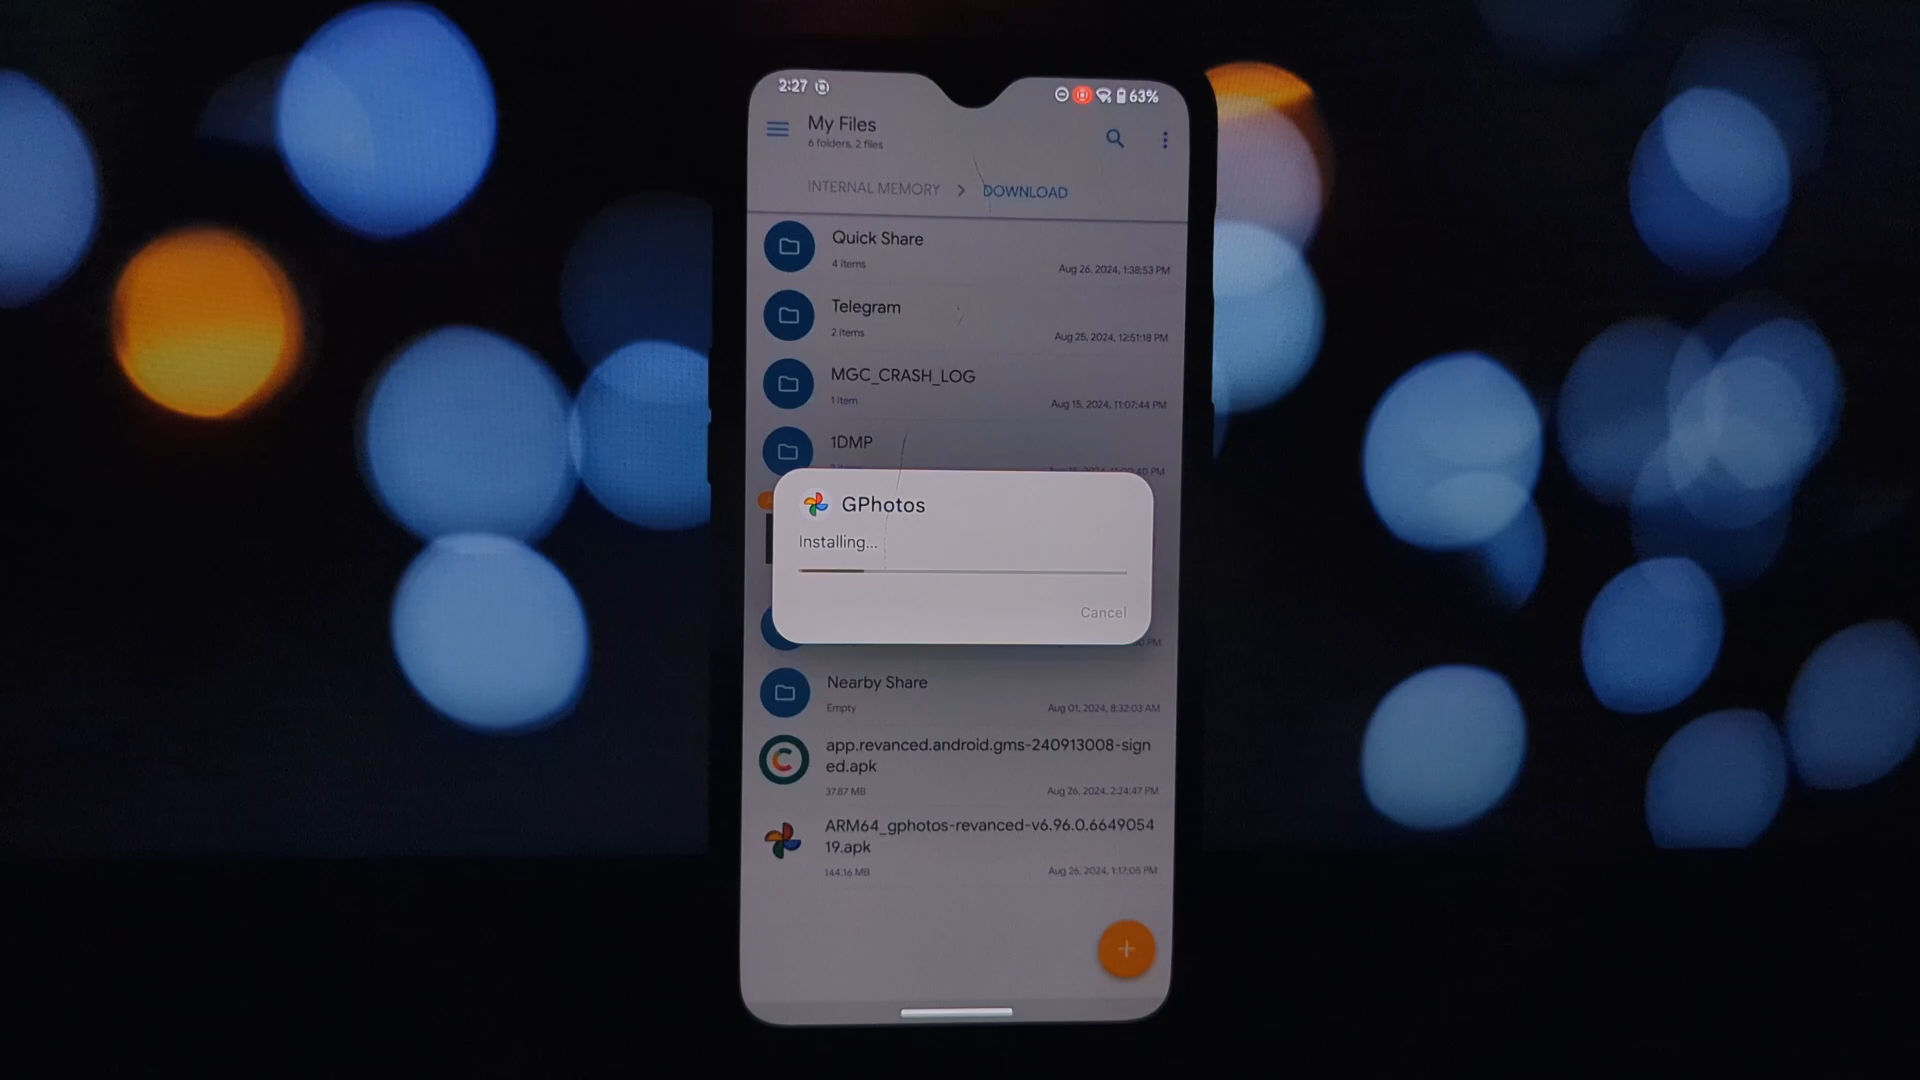 2:27
63%
My Files
6 folders, 2 files
INTERNAL MEMORY > DOWNLOAD
Quick Share
4 items
Aug 26, 2024, 1:38:53 PM
Telegram
2 items
Aug 25, 2024, 12:51:18 PM
MGC_CRASH_LOG
1 item
Aug 15, 2024, 11:07:44 PM
1DMP
GPhotos
Installing...
Cancel
PM
Nearby Share
Empty
Aug 01, 2024, 8:32:03 AM
app.revanced.android.gms-240913008-sign
ed.apk
37.87 MB
Aug 26, 2024, 2:24:47 PM
ARM64_gphotos-revanced-v6.96.0.6649054
19.apk
144.16 MB
Aug 26, 2024, 1:17:05 PM